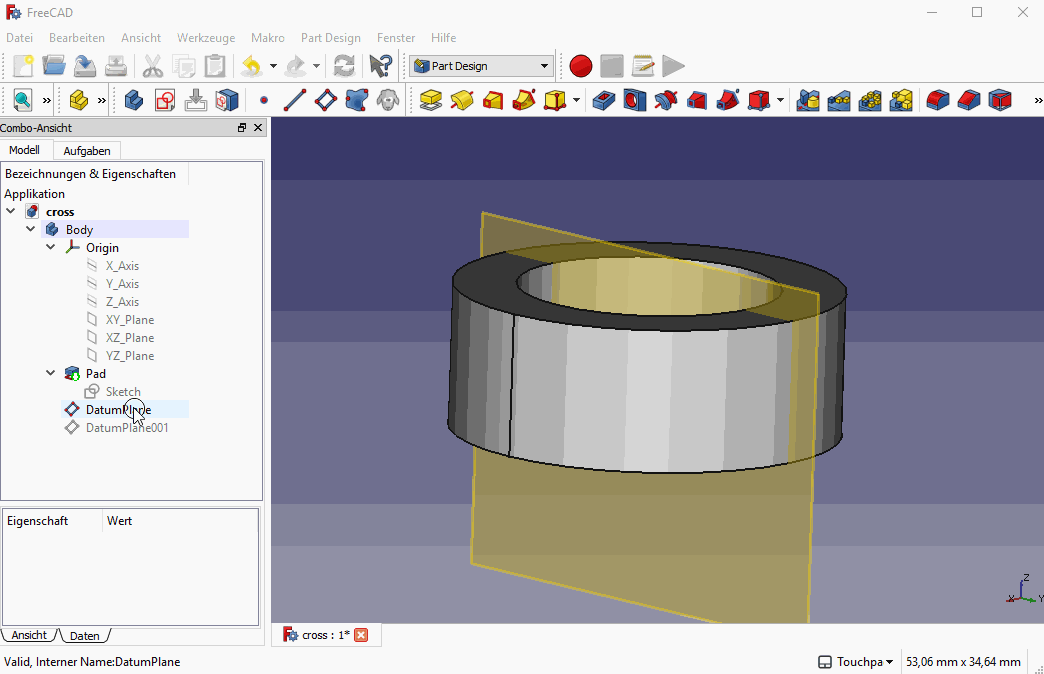 FreeCAD
Datei Bearbeiten Ansicht Werkzeuge Makro Part Design Fenster Hilfe
Part Design
» » »
Combo-Ansicht
Modell Aufgaben
Bezeichnungen & Eigenschaften
Applikation
cross
Body
Origin
X_Axis
Y_Axis
Z_Axis
XY_Plane
XZ_Plane
YZ_Plane
Pad
Sketch
DatumPlane
DatumPlane001
Eigenschaft Wert
Z
X Y
Ansicht Daten
cross : 1*
Valid, Interner Name:DatumPlane
Touchpa 53,06 mm x 34,64 mm